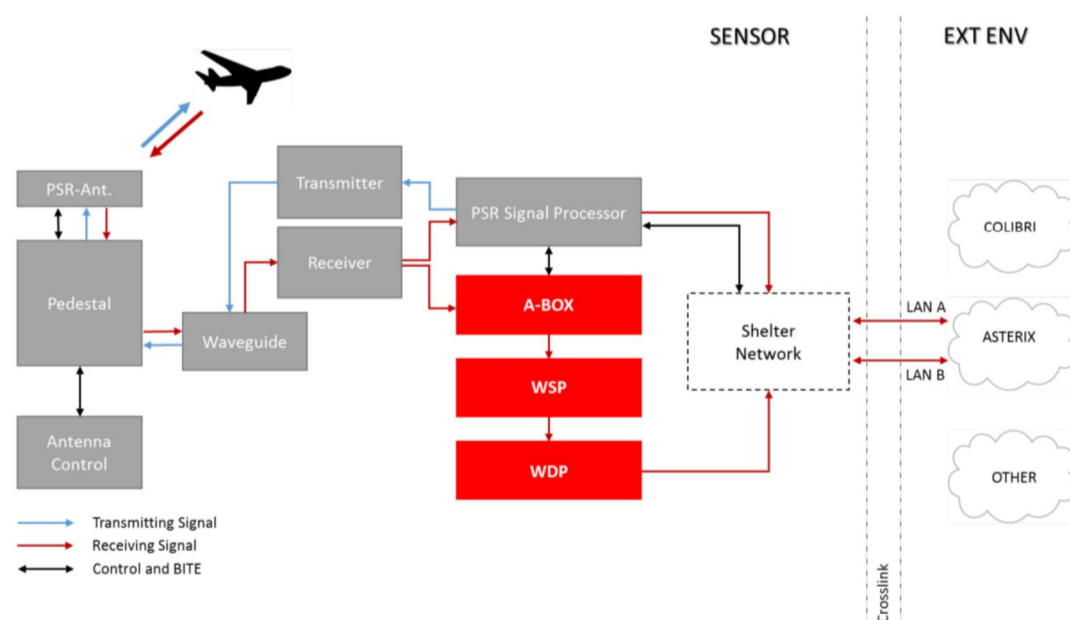 SENSOR
EXT ENV
PSR-Ant.
Transmitter
PSR Signal Processor
COLIBRI
Pedestal
Receiver
A-BOX
LAN A
Waveguide
Shelter
Network
ASTERIX
WSP
LAN B
Antenna
Control
WDP
OTHER
Transmitting Signal
Receiving Signal
Control and BITE
Crosslink